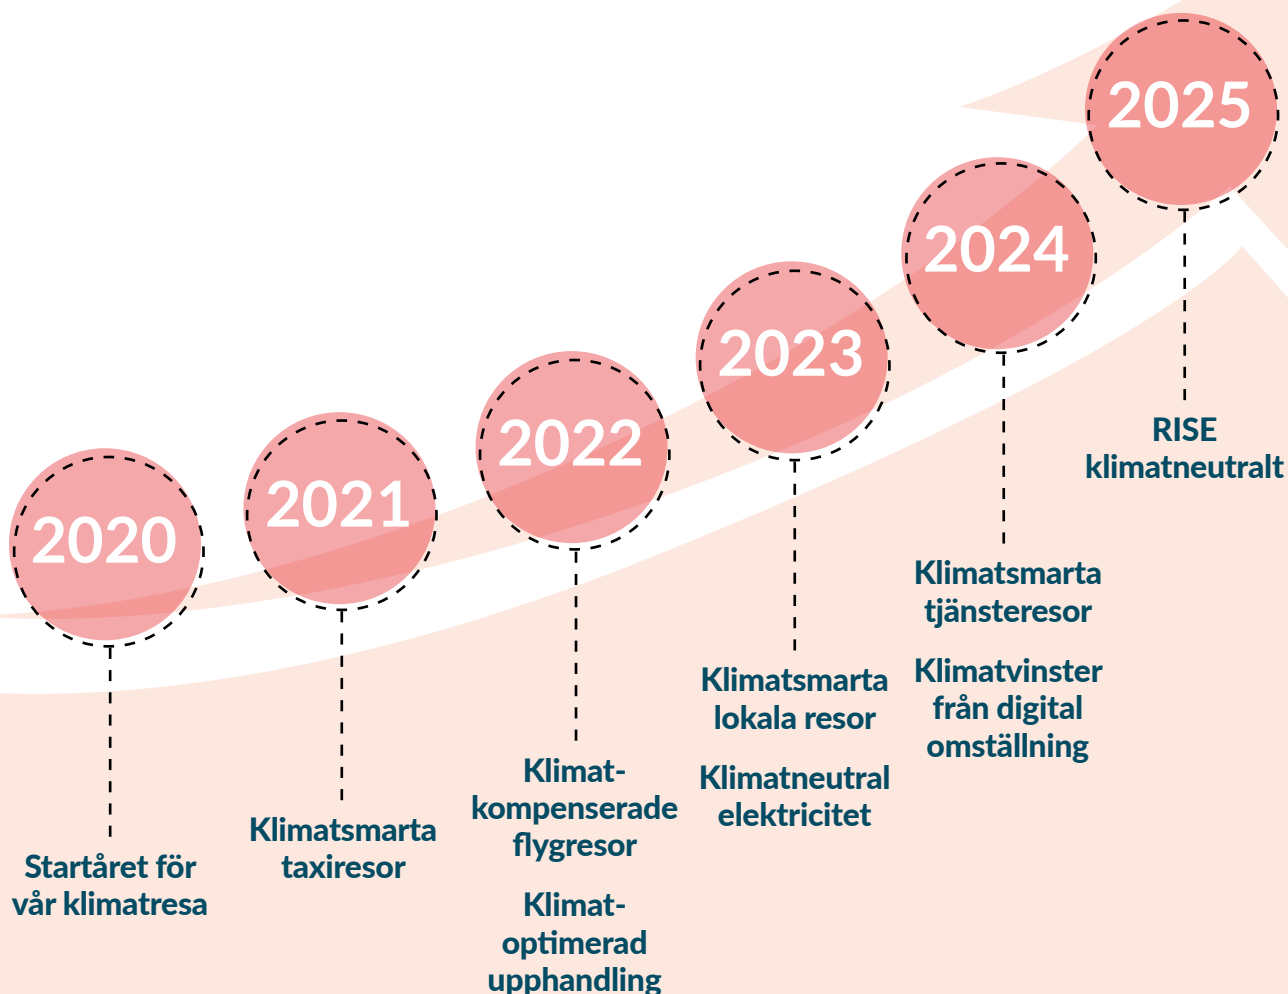 2020
Startåret för
vår klimatresa
2021
Klimatsmarta
taxiresor
2022
Klimat-
kompenserade
flygresor
Klimat-
optimerad
upphandling
2023
Klimatsmarta
lokala resor
Klimatneutral
elektricitet
2024
Klimatsmarta
tjänsteresor
Klimatvinster
från digital
omställning
2025
RISE
klimatneutralt